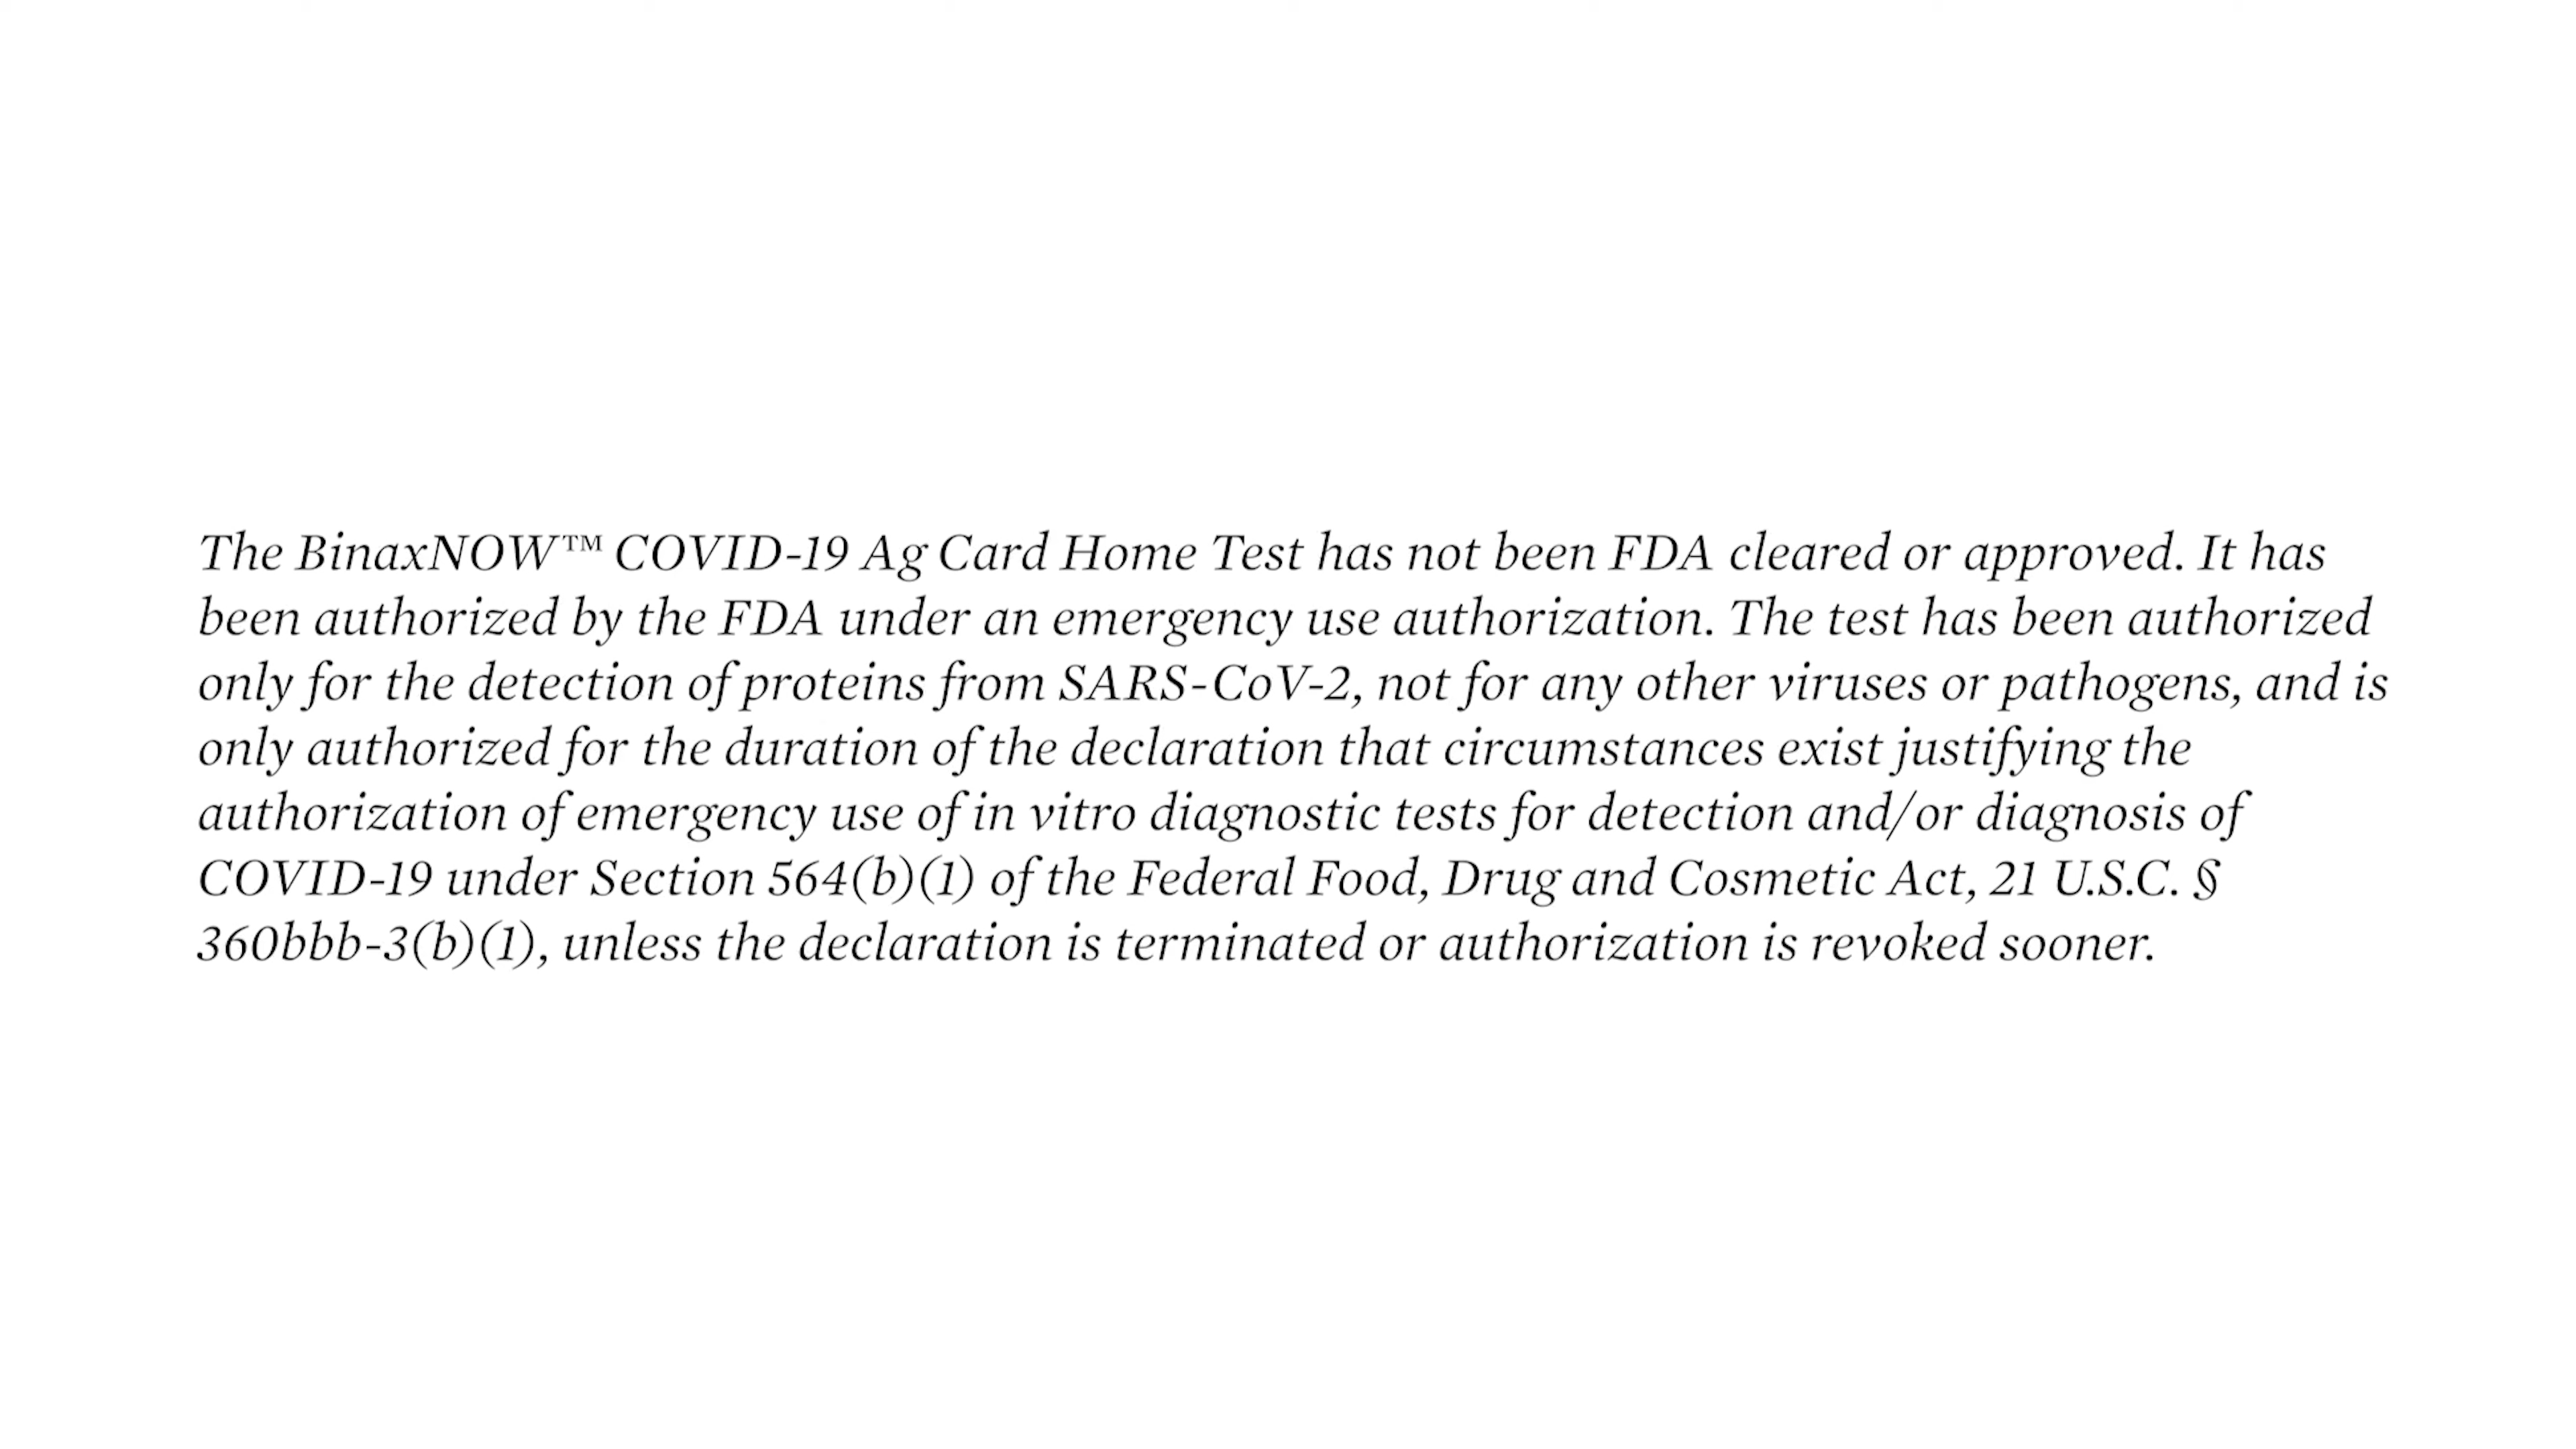 The BinaxNOW™ COVID-19 Ag Card Home Test has not been FDA cleared or approved. It has
been authorized by the FDA under an emergency use authorization. The test has been authorized
only for the detection of proteins from SARS-CoV-2, not for any other viruses or pathogens, and is
only authorized for the duration of the declaration that circumstances exist justifying the
authorization of emergency use of in vitro diagnostic tests for detection and/or diagnosis of
COVID-19 under Section 564(b)(1) of the Federal Food, Drug and Cosmetic Act, 21 U.S.C. §
360bbb-3(b)(1), unless the declaration is terminated or authorization is revoked sooner.